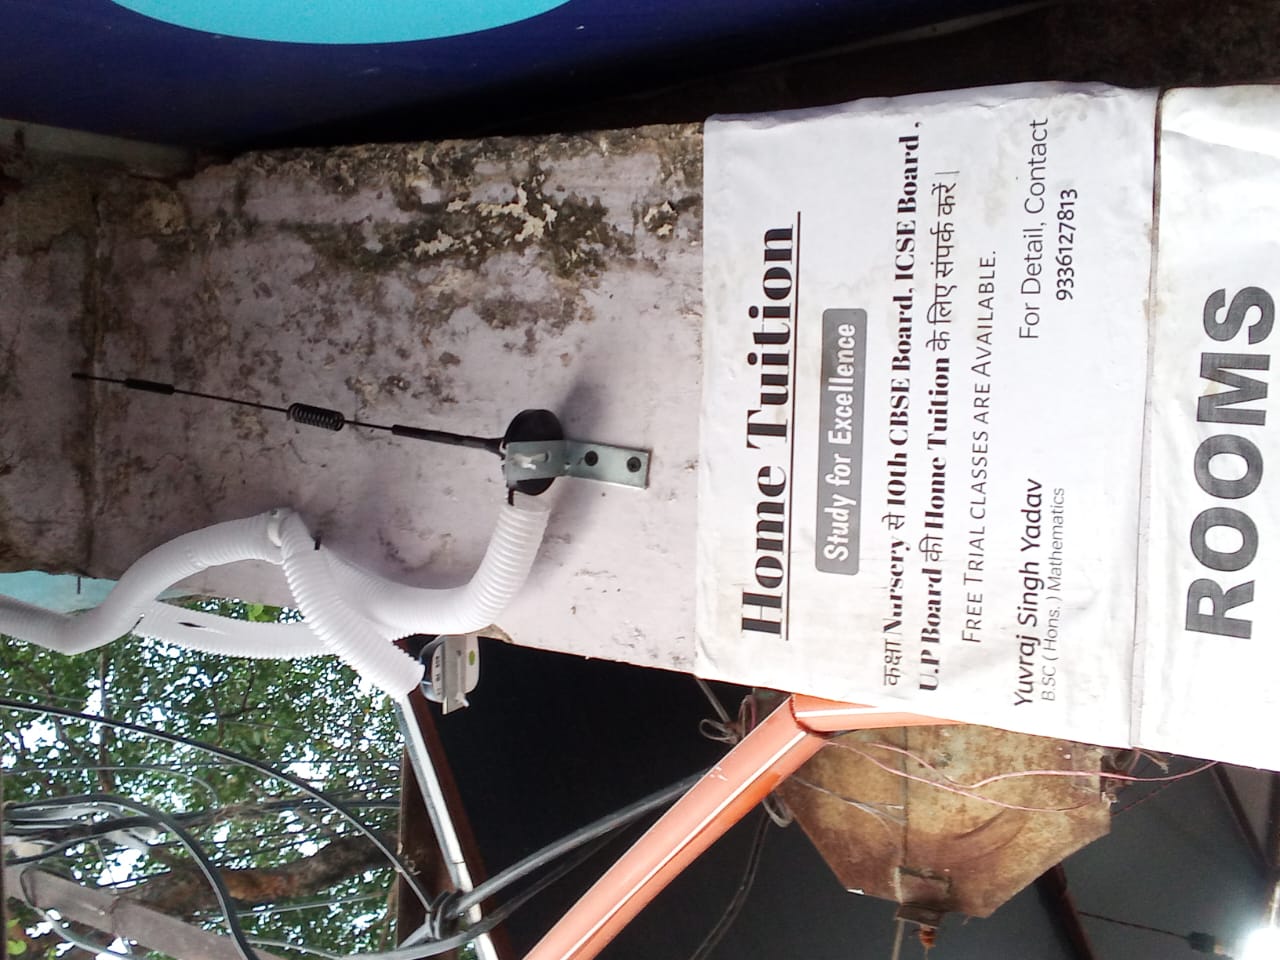 Home Tuition
Study for Excellence
कक्षा Nursery से 10th CBSE Board, ICSE Board,
U.P Board की Home Tuition के लिए संपर्क करें।
FREE TRIAL CLASSES ARE AVAILABLE.
Yuvraj Singh Yadav
B.SC ( Hons. ) Mathematics
For Detail, Contact
9336127813
ROOMS